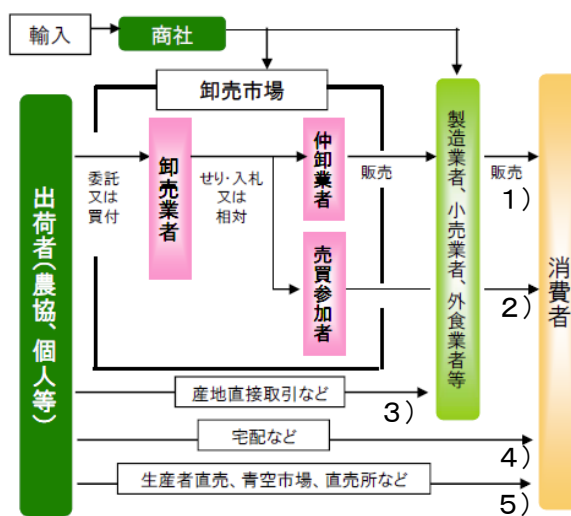 輸入
商社
卸売市場
出荷者(農協、個人等)
委託
又は
買付
卸売業者
せり・入札
又は
相対
仲卸業者
売買参加者
販売
製造業者、小売業者、外食業者等
販売
1)
2)
消費者
産地直接取引など
3)
宅配など
4)
生産者直売、青空市場、直売所など
5)